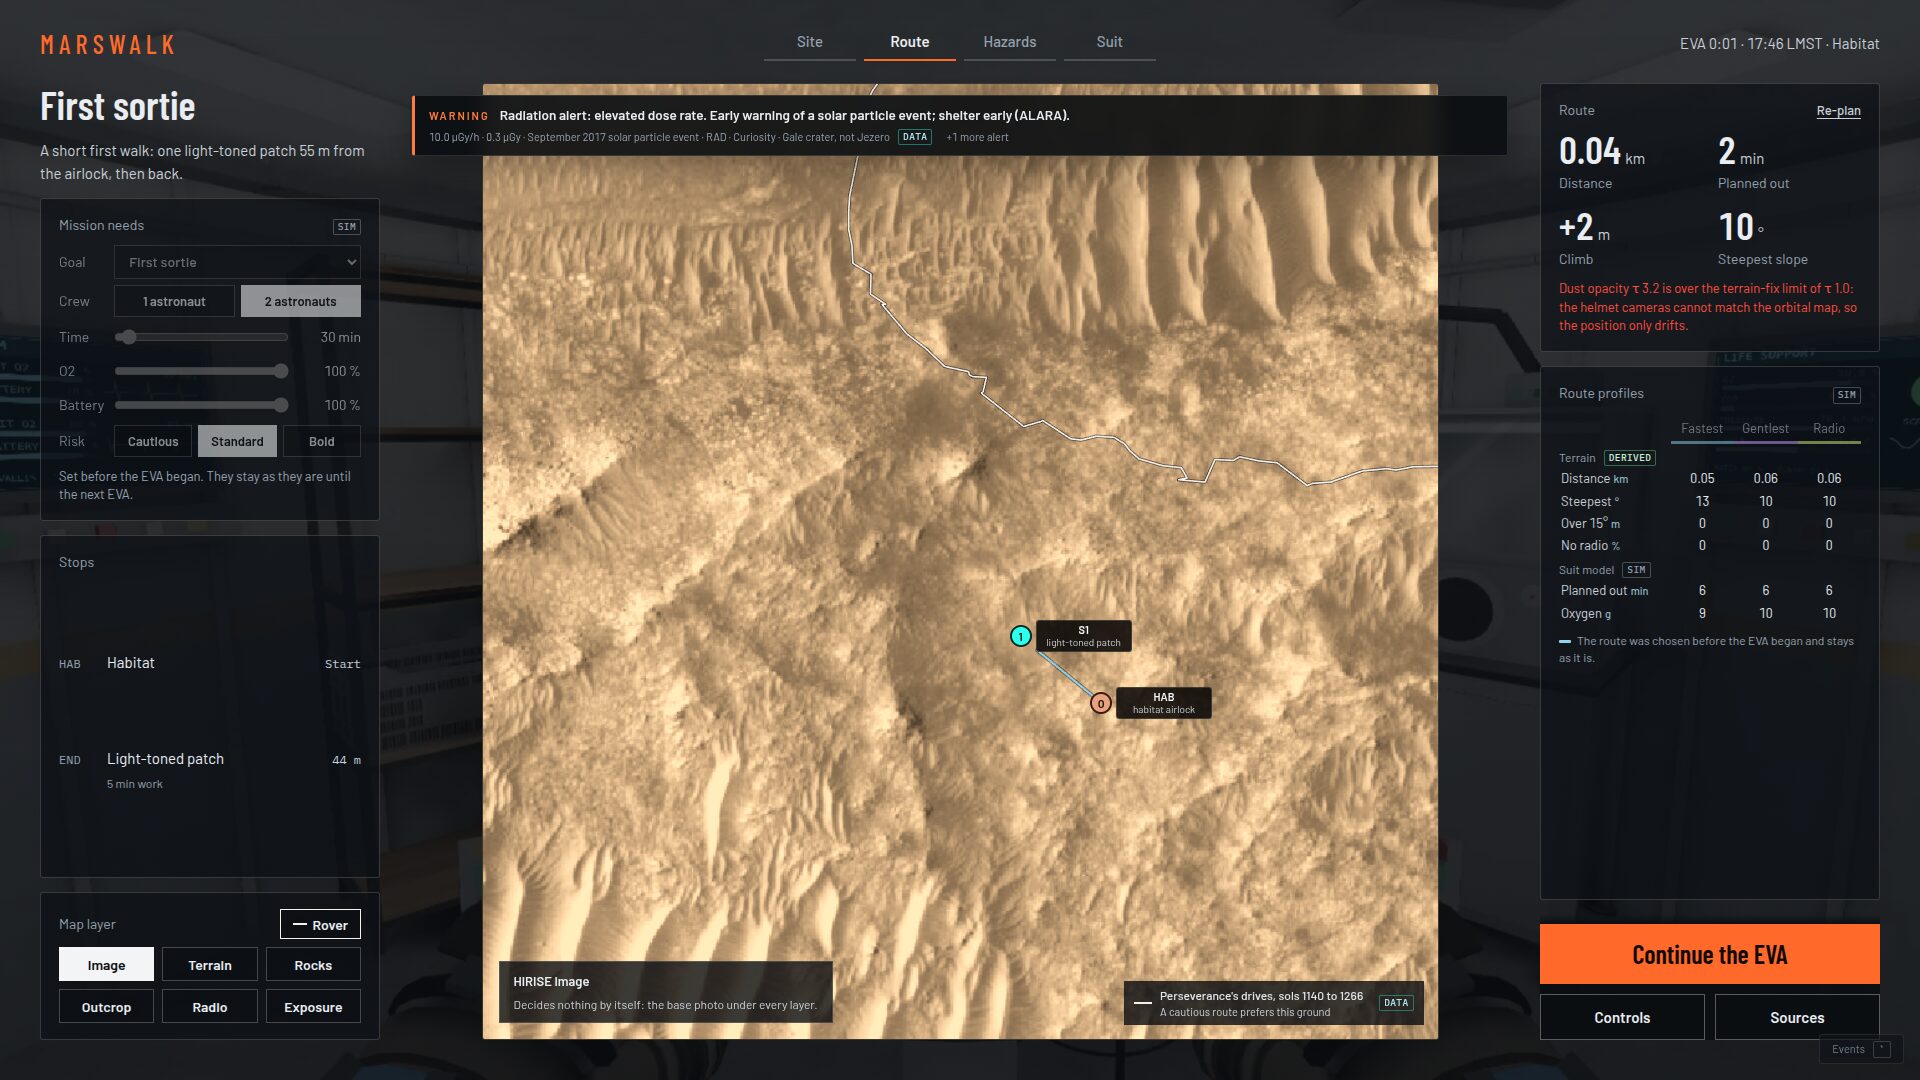 MARSWALK
Site
Route
Hazards
Suit
EVA 0:01 · 17:46 LMST · Habitat
First sortie
A short first walk: one light-toned patch 55 m from
the airlock, then back.
Mission needs
SIM
Goal First sortie
Crew 1 astronaut 2 astronauts
Time 30 min
O2 100 %
Battery 100 %
Risk Cautious Standard Bold
Set before the EVA began. They stay as they are until
the next EVA.
Stops
HAB Habitat Start
END Light-toned patch 44 m
5 min work
Map layer
Rover
Image Terrain Rocks
Outcrop Radio Exposure
WARNING Radiation alert: elevated dose rate. Early warning of a solar particle event; shelter early (ALARA).
10.0 µGy/h · 0.3 µGy · September 2017 solar particle event · RAD · Curiosity · Gale crater, not Jezero DATA +1 more alert
1
S1
light-toned patch
0
HAB
habitat airlock
HIRISE Image
Decides nothing by itself: the base photo under every layer.
Perseverance's drives, sols 1140 to 1266
A cautious route prefers this ground
DATA
Route Re-plan
0.04 km 2 min
Distance Planned out
+2 m 10 °
Climb Steepest slope
Dust opacity τ 3.2 is over the terrain-fix limit of τ 1.0:
the helmet cameras cannot match the orbital map, so
the position only drifts.
LIFE SUPPORT
Route profiles SIM
Fastest Gentlest Radio
Terrain DERIVED
Distance km 0.05 0.06 0.06
Steepest ° 13 10 10
Over 15° m 0 0 0
No radio % 0 0 0
Suit model SIM
Planned out min 6 6 6
Oxygen g 9 10 10
The route was chosen before the EVA began and stays
as it is.
Continue the EVA
Controls Sources
Events `